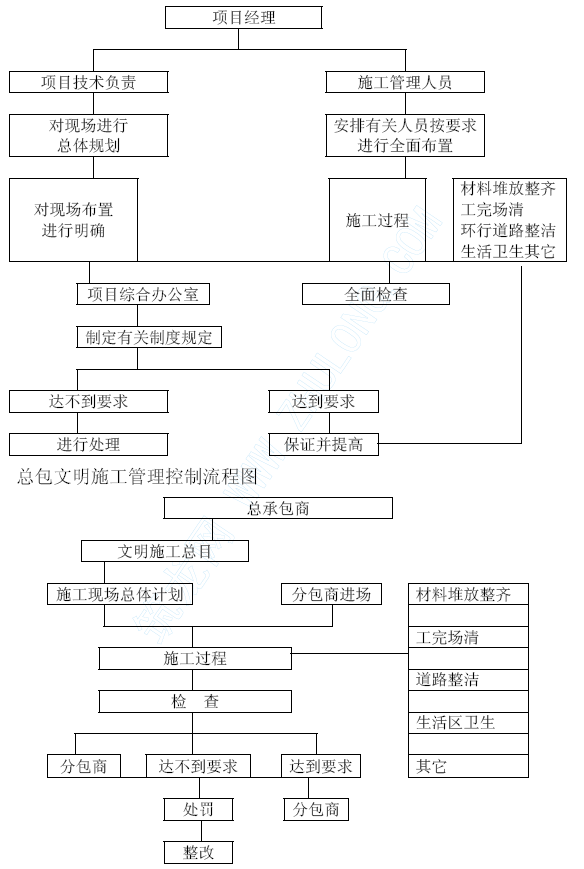 项目经理
项目技术负责
施工管理人员
对现场进行
总体规划
安排有关人员按要求
进行全面布置
对现场布置
进行明确
施工过程
材料堆放整齐
工完场清
环行道路整洁
生活卫生其它
项目综合办公室
全面检查
制定有关制度规定
达不到要求
达到要求
进行处理
保证并提高
总包文明施工管理控制流程图
总承包商
文明施工总目
施工现场总体计划
分包商进场
材料堆放整齐
工完场清
施工过程
道路整洁
检 查
生活区卫生
分包商
达不到要求
达到要求
其它
处罚
分包商
整改
筑龙网 WWW.ZHULONG.COM